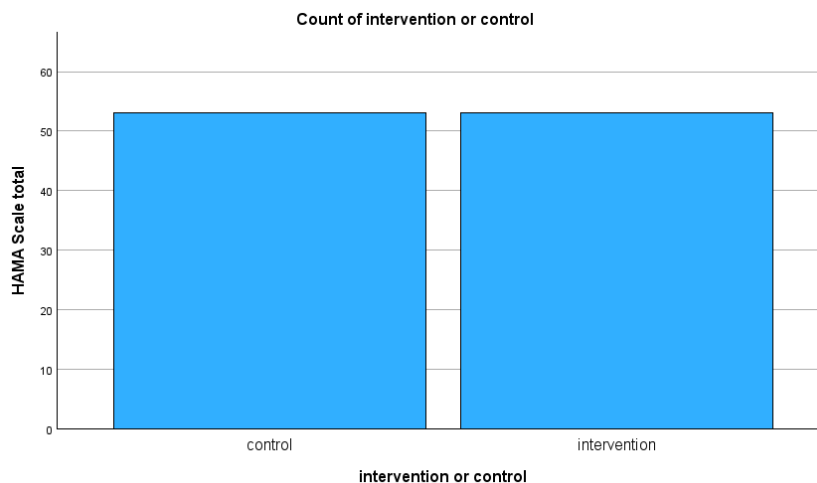 Count of intervention or control
HAMA Scale total
60
50
40
30
20
10
0
control
intervention
intervention or control